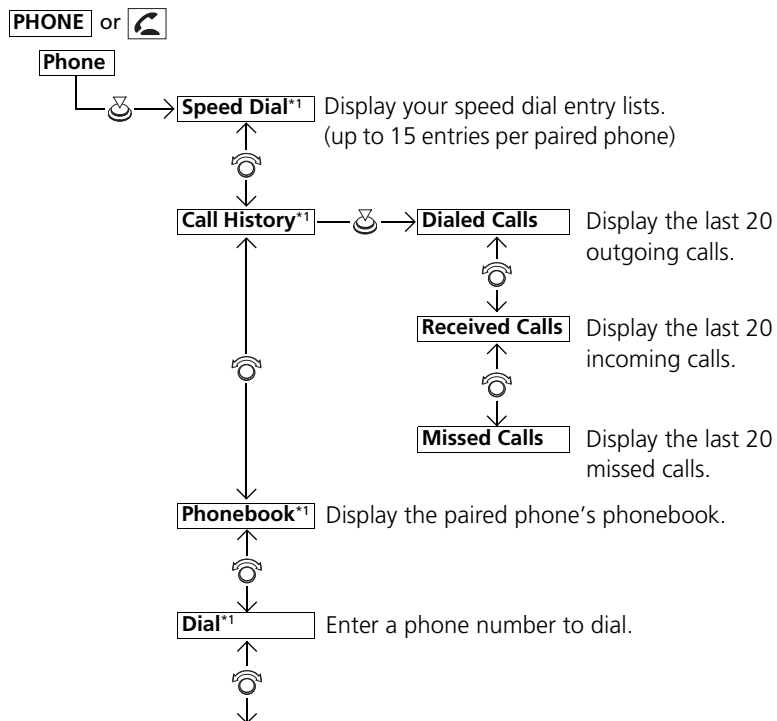 PHONE or
Phone
Speed Dial*1 Display your speed dial entry lists.
(up to 15 entries per paired phone)
Call History*1 Dialed Calls Display the last 20
outgoing calls.
Received Calls Display the last 20
incoming calls.
Missed Calls Display the last 20
missed calls.
Phonebook*1 Display the paired phone’s phonebook.
Dial*1 Enter a phone number to dial.